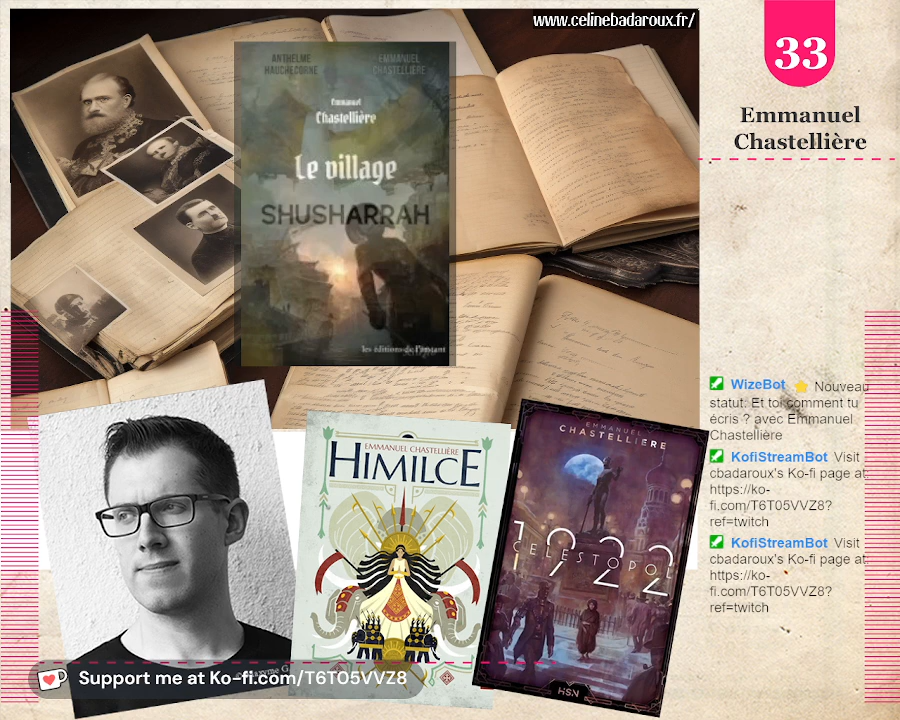 www.celinebadaroux.fr/
33
Emmanuel
Chastellière
ANTHELME
HAUCHECORNE
EMMANUEL
CHASTELLIÈRE
Emmanuel
Chastellière
Le village
SHUSHARRAH
les éditions de l'instant
WizeBot ⭐ Nouveau
statut. Et toi comment tu
écris ? avec Emmanuel
Chastellière
KofiStreamBot Visit
cbadaroux's Ko-fi page at
https://ko-
fi.com/T6T05VVZ8?
ref=twitch
KofiStreamBot Visit
cbadaroux's Ko-fi page at
https://ko-
fi.com/T6T05VVZ8?
ref=twitch
EMMANUEL CHASTELLIÈRE
HIMILCE
EMMANUEL
CHASTELLIERE
1922
CELESTOPOL
HSN
Support me at Ko-fi.com/T6T05VVZ8